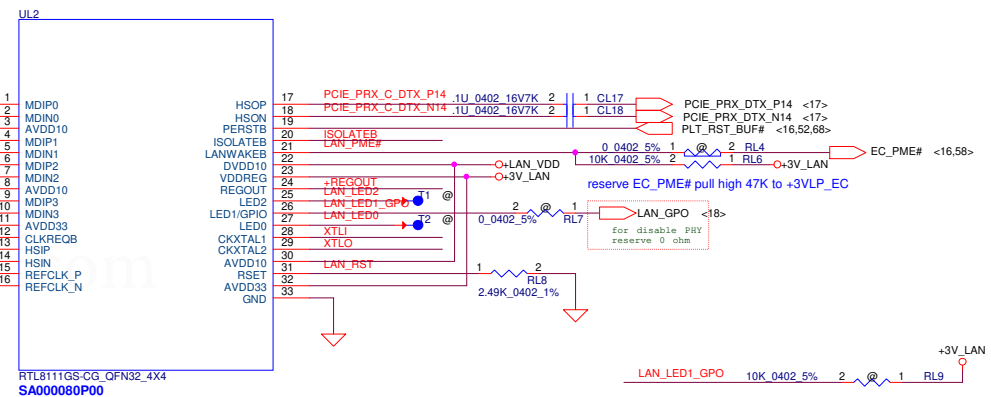 UL2
1 MDIP0
2 MDIN0
3 AVDD10
4 MDIP1
5 MDIN1
6 MDIP2
7 MDIN2
8 AVDD10
9 MDIP3
10 MDIN3
11 AVDD33
12 CLKREQB
13 HSIP
14 HSIN
15 REFCLK_P
16 REFCLK_N
HSOP 17 PCIE_PRX_C_DTX_P14 .1U_0402_16V7K 2 1 CL17 PCIE_PRX_DTX_P14 <17>
HSON 18 PCIE_PRX_C_DTX_N14 .1U_0402_16V7K 2 1 CL18 PCIE_PRX_DTX_N14 <17>
PERSTB 19 PLT_RST_BUF# <16,52,68>
ISOLATEB 20 ISOLATEB
LANWAKEB 21 LAN_PME# 0_0402_5% 1 @ 2 RL4 EC_PME# <16,58>
DVDD10 22 +LAN_VDD 10K_0402_5% 1 2 RL6 +3V_LAN
VDDREG 23 +3V_LAN
reserve EC_PME# pull high 47K to +3VLP_EC
REGOUT 24 +REGOUT
LED2 25 LAN_LED2 T1 @
LED1/GPIO 26 LAN_LED1_GPO 0_0402_5% 2 @ 1 RL7 LAN_GPO <18>
LED0 27 LAN_LED0 T2 @
for disable PHY
reserve 0 ohm
CKXTAL1 28 XTLI
CKXTAL2 29 XTLO
AVDD10 30
RSET 31 LAN_RST 1 2 RL8
2.49K_0402_1%
AVDD33 32
GND 33
RTL8111GS-CG_QFN32_4X4
SA000080P00
+3V_LAN
LAN_LED1_GPO 10K_0402_5% 2 @ 1 RL9